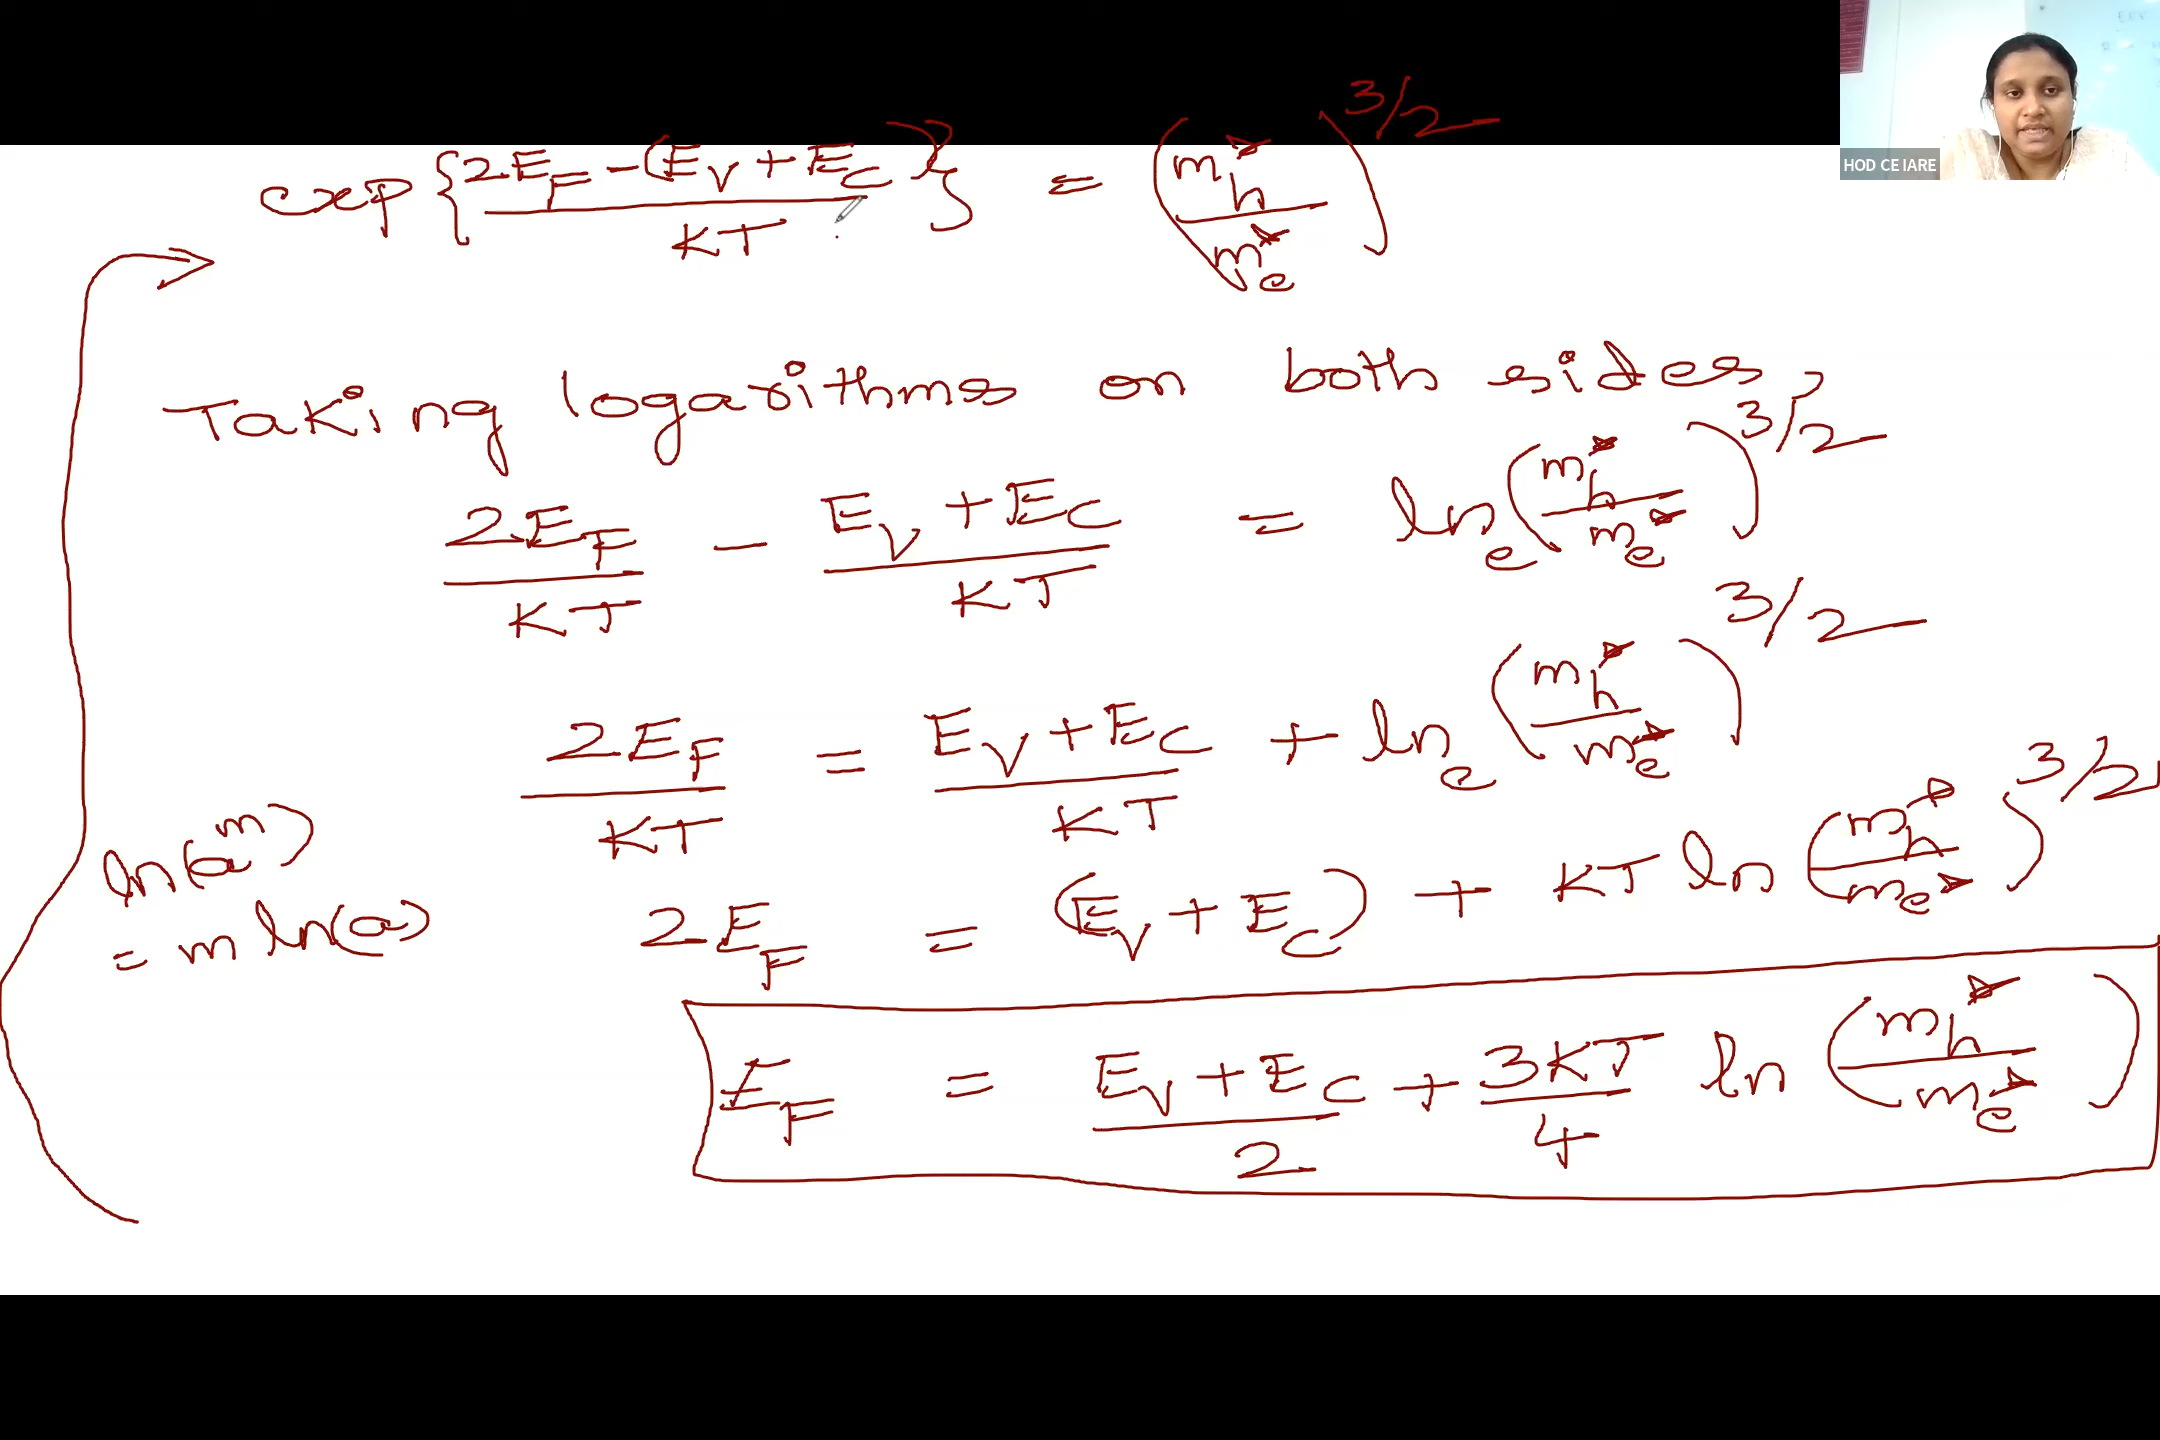 HOD CE IARE
exp{2E_F - (E_V + E_C) / KT} = (m_h* / m_e*)^3/2
Taking logarithms on both sides,
2E_F / KT - E_V + E_C / KT = ln_e (m_h* / m_e*)^3/2
2E_F / KT = E_V + E_C / KT + ln_e (m_h* / m_e*)^3/2
ln(a^m)
= m ln(a)
2E_F = (E_V + E_C) + KT ln (m_h* / m_e*)^3/2
E_F = E_V + E_C / 2 + 3KT / 4 ln (m_h* / m_e*)